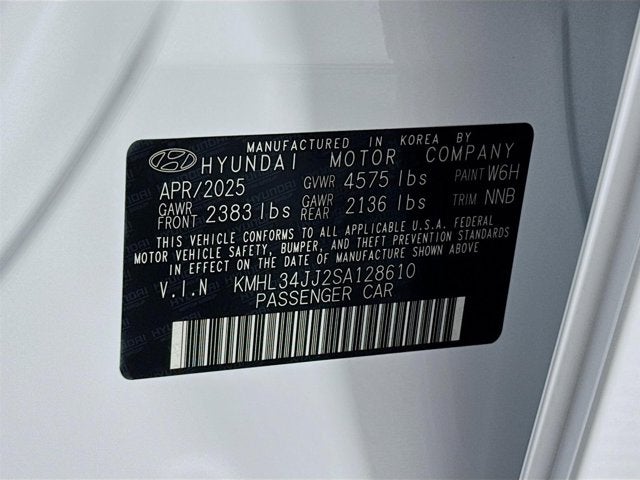 MANUFACTURED IN KOREA BY
HYUNDAI MOTOR COMPANY
APR/2025 GVWR 4575 lbs PAINT W6H
GAWR FRONT 2383 lbs GAWR REAR 2136 lbs TRIM NNB
THIS VEHICLE CONFORMS TO ALL APPLICABLE U.S.A. FEDERAL
MOTOR VEHICLE SAFETY, BUMPER, AND THEFT PREVENTION STANDARDS
IN EFFECT ON THE DATE OF MANUFACTURE SHOWN ABOVE
V.I.N KMHL34JJ2SA128610
PASSENGER CAR